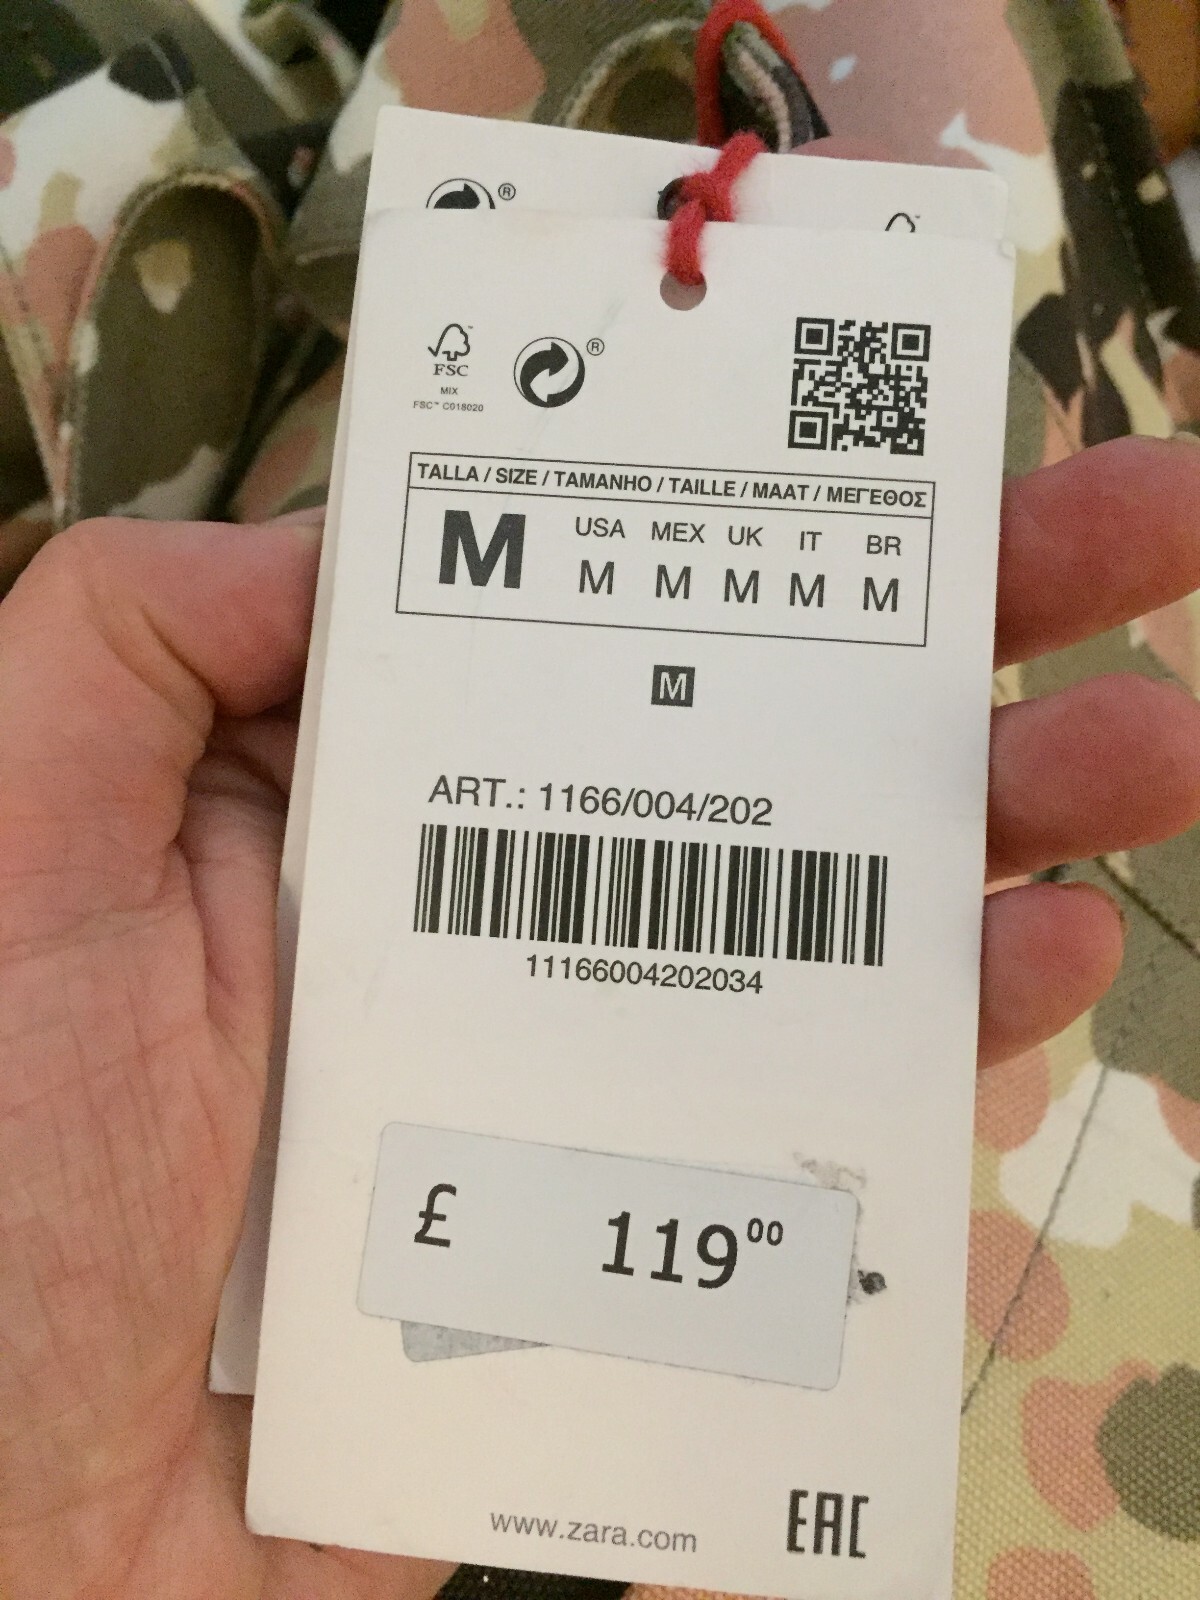 ®
FSC™
MIX
FSC™ C018020
®
TALLA / SIZE / TAMANHO / TAILLE / MAAT / ΜΕΓΕΘΟΣ
M
USA MEX UK IT BR
M M M M M
M
ART.: 1166/004/202
11166004202034
£ 119⁰⁰
www.zara.com
EAC